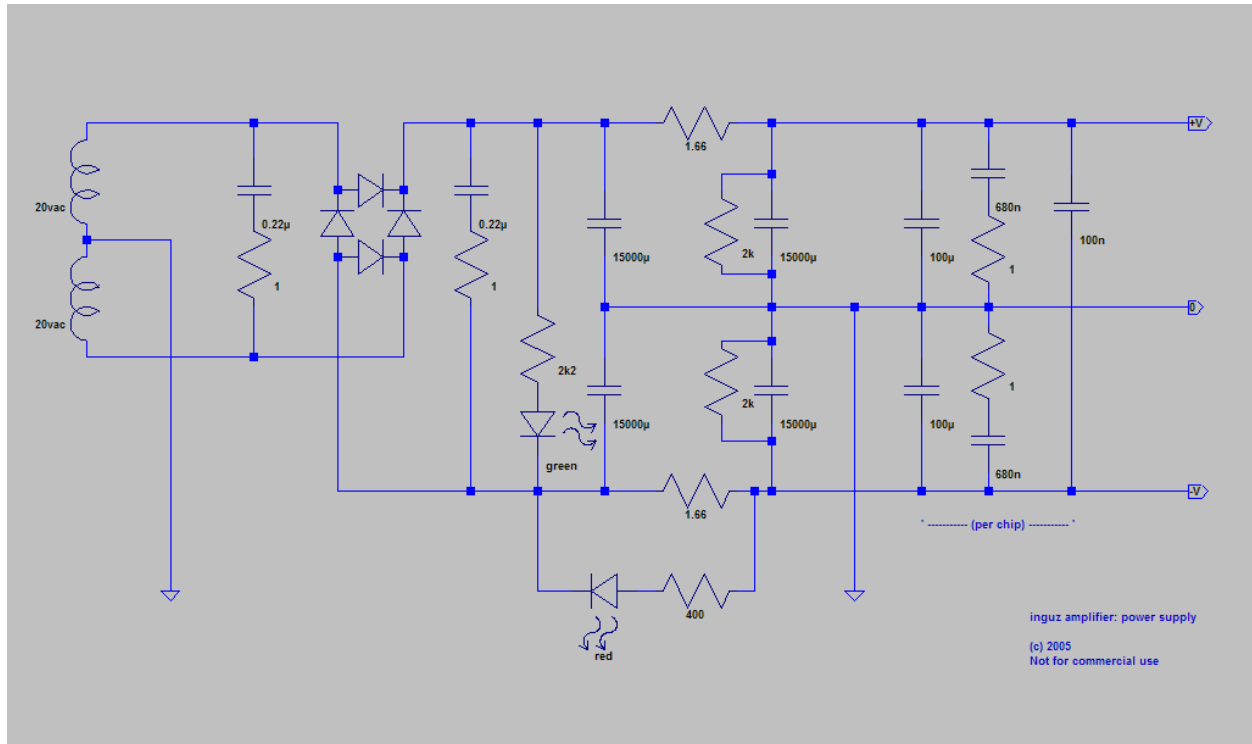 +V
1.66
20vac
0.22µ
0.22µ
680n
100n
2k
15000µ
15000µ
100µ
1
1
1
0
20vac
2k2
1
2k
15000µ
15000µ
100µ
green
680n
-V
1.66
' ----------- (per chip) ----------- '
400
red
inguz amplifier: power supply
(c) 2005
Not for commercial use